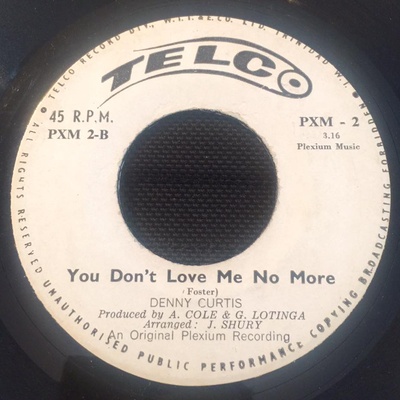 TELCO RECORD DIV., W.I.I.&E.CO. LTD. TRINIDAD W.I.
TELCO
45 R.P.M.
PXM 2-B
PXM - 2
3.16
Plexium Music
You Don't Love Me No More
(Foster)
DENNY CURTIS
Produced by A. COLE & G. LOTINGA
Arranged: J. SHURY
An Original Plexium Recording
ALL RIGHTS RESERVED UNAUTHORISED PUBLIC PERFORMANCE COPYING BROADCASTING FORBIDDEN